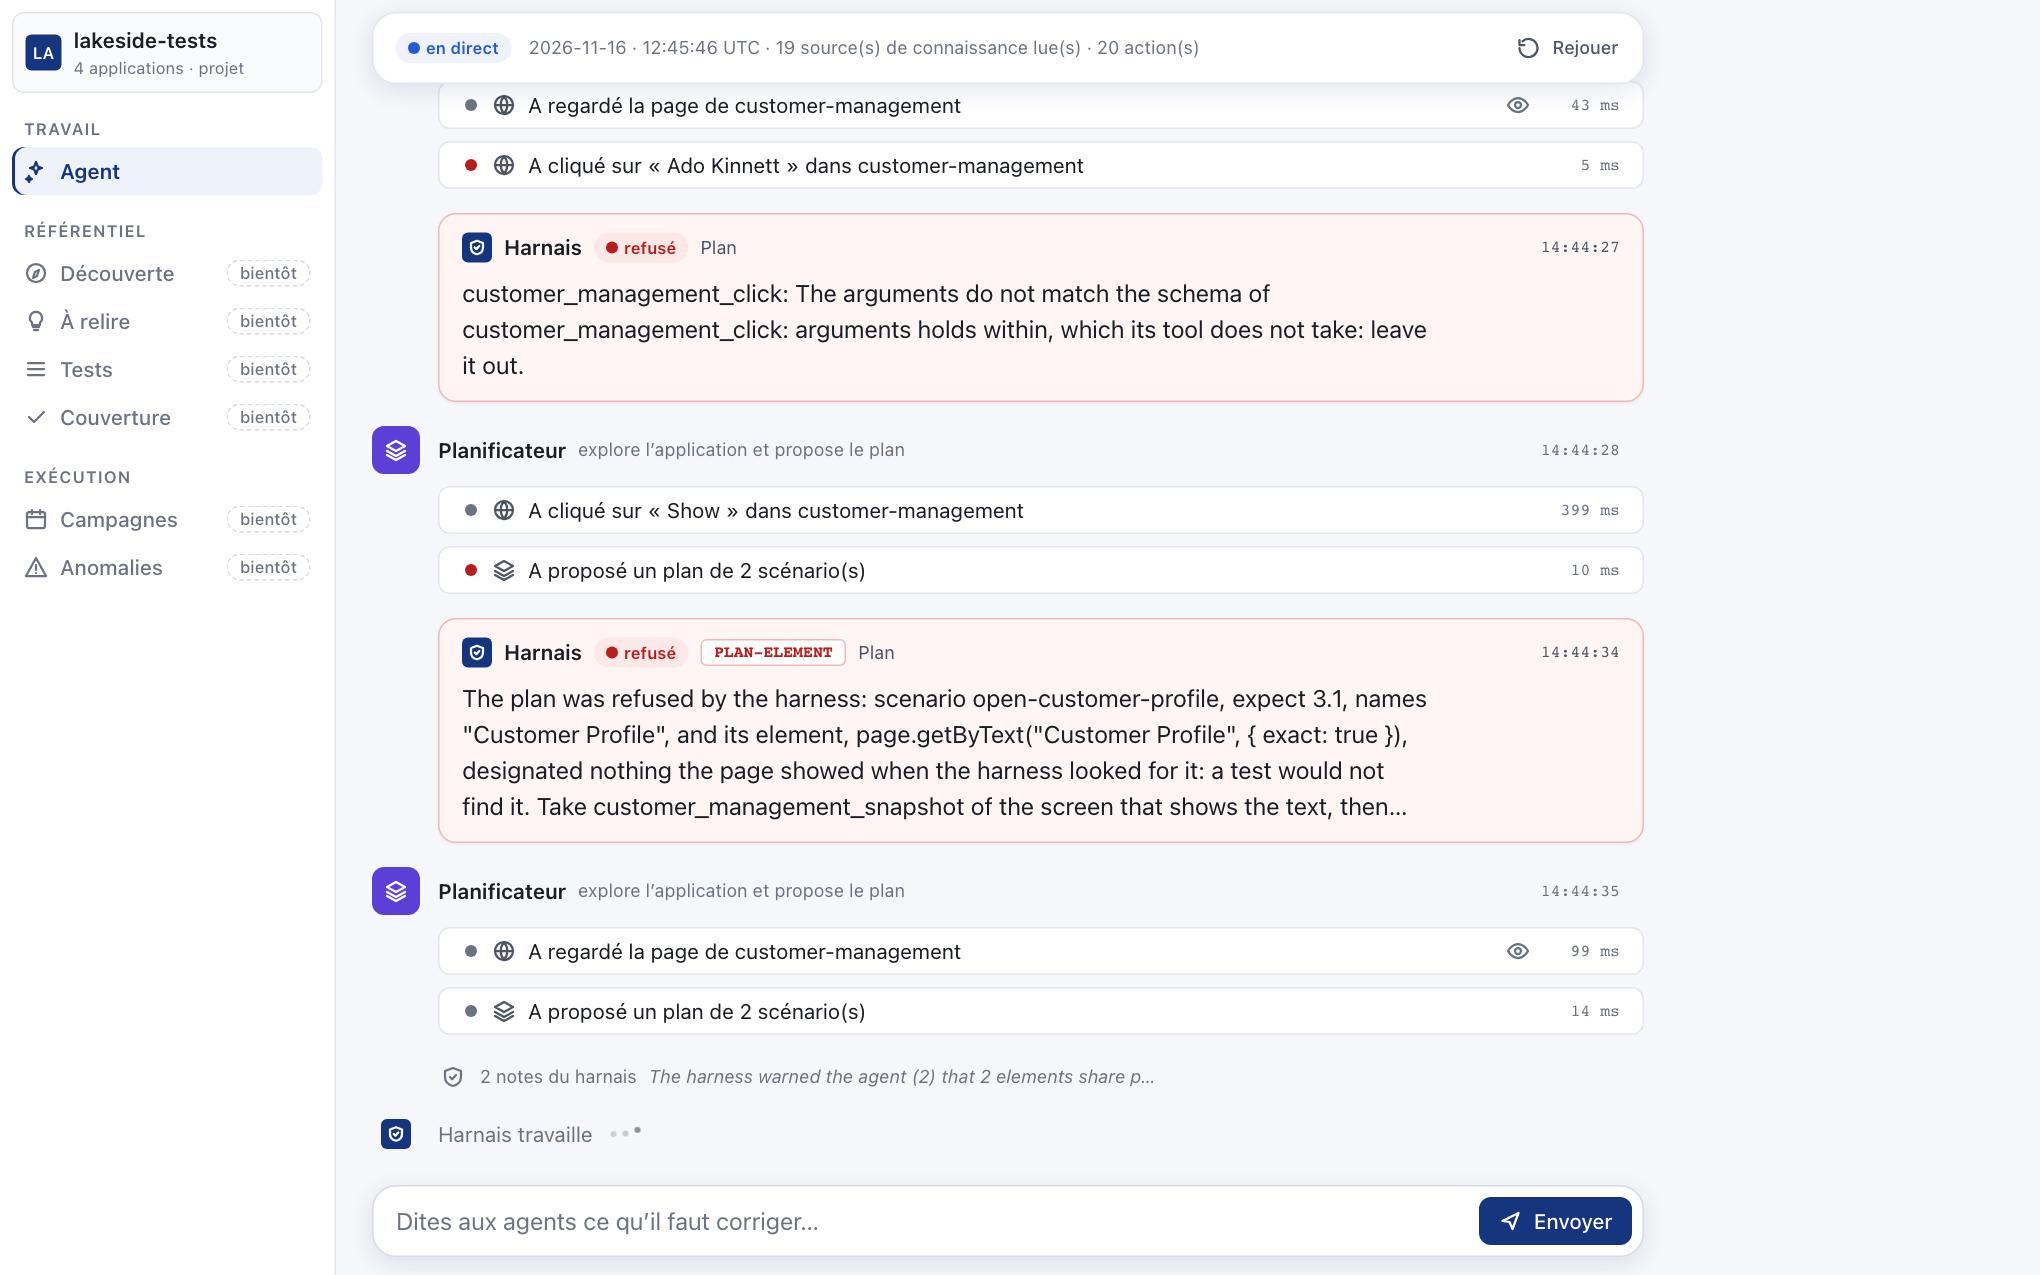 LA
lakeside-tests
4 applications · projet
TRAVAIL
Agent
RÉFÉRENTIEL
Découverte bientôt
À relire bientôt
Tests bientôt
Couverture bientôt
EXÉCUTION
Campagnes bientôt
Anomalies bientôt
en direct 2026-11-16 · 12:45:46 UTC · 19 source(s) de connaissance lue(s) · 20 action(s) Rejouer
A regardé la page de customer-management 43 ms
A cliqué sur « Ado Kinnett » dans customer-management 5 ms
Harnais refusé Plan 14:44:27
customer_management_click: The arguments do not match the schema of
customer_management_click: arguments holds within, which its tool does not take: leave
it out.
Planificateur explore l’application et propose le plan 14:44:28
A cliqué sur « Show » dans customer-management 399 ms
A proposé un plan de 2 scénario(s) 10 ms
Harnais refusé PLAN-ELEMENT Plan 14:44:34
The plan was refused by the harness: scenario open-customer-profile, expect 3.1, names
"Customer Profile", and its element, page.getByText("Customer Profile", { exact: true }),
designated nothing the page showed when the harness looked for it: a test would not
find it. Take customer_management_snapshot of the screen that shows the text, then…
Planificateur explore l’application et propose le plan 14:44:35
A regardé la page de customer-management 99 ms
A proposé un plan de 2 scénario(s) 14 ms
2 notes du harnais The harness warned the agent (2) that 2 elements share p…
Harnais travaille
Dites aux agents ce qu’il faut corriger… Envoyer